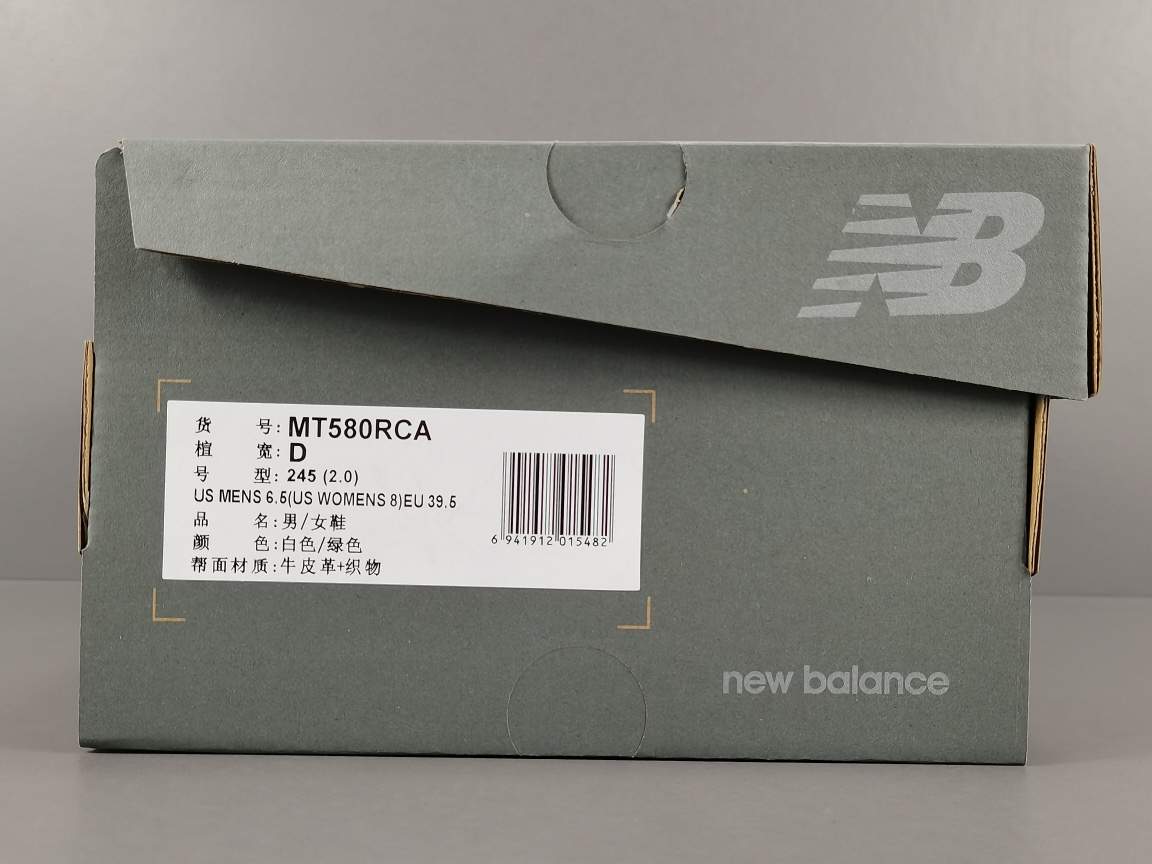 NB
货 号: MT580RCA
楦 宽: D
号 型: 245 (2.0)
US MENS 6.5(US WOMENS 8)EU 39.5
品 名:男/女鞋
颜 色:白色/绿色
帮面材质:牛皮革+织物
6 941912 015482
new balance